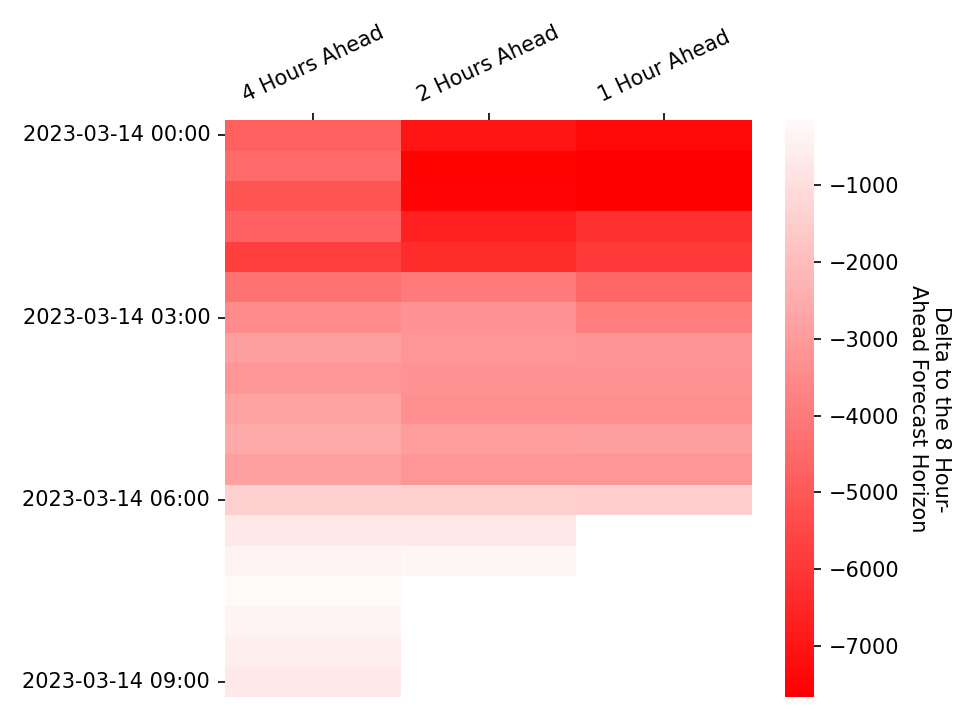 4 Hours Ahead
2 Hours Ahead
1 Hour Ahead
2023-03-14 00:00
2023-03-14 03:00
2023-03-14 06:00
2023-03-14 09:00
−1000
−2000
−3000
−4000
−5000
−6000
−7000
Delta to the 8 Hour-
Ahead Forecast Horizon